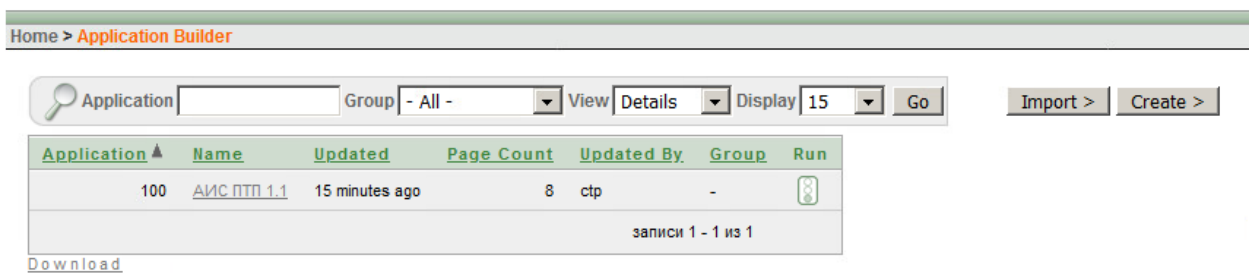 Home > Application Builder
Application Group - All - View Details Display 15 Go Import > Create >
Application Name Updated Page Count Updated By Group Run
100 АИС ПТП 1.1 15 minutes ago 8 ctp -
записи 1 - 1 из 1
Download